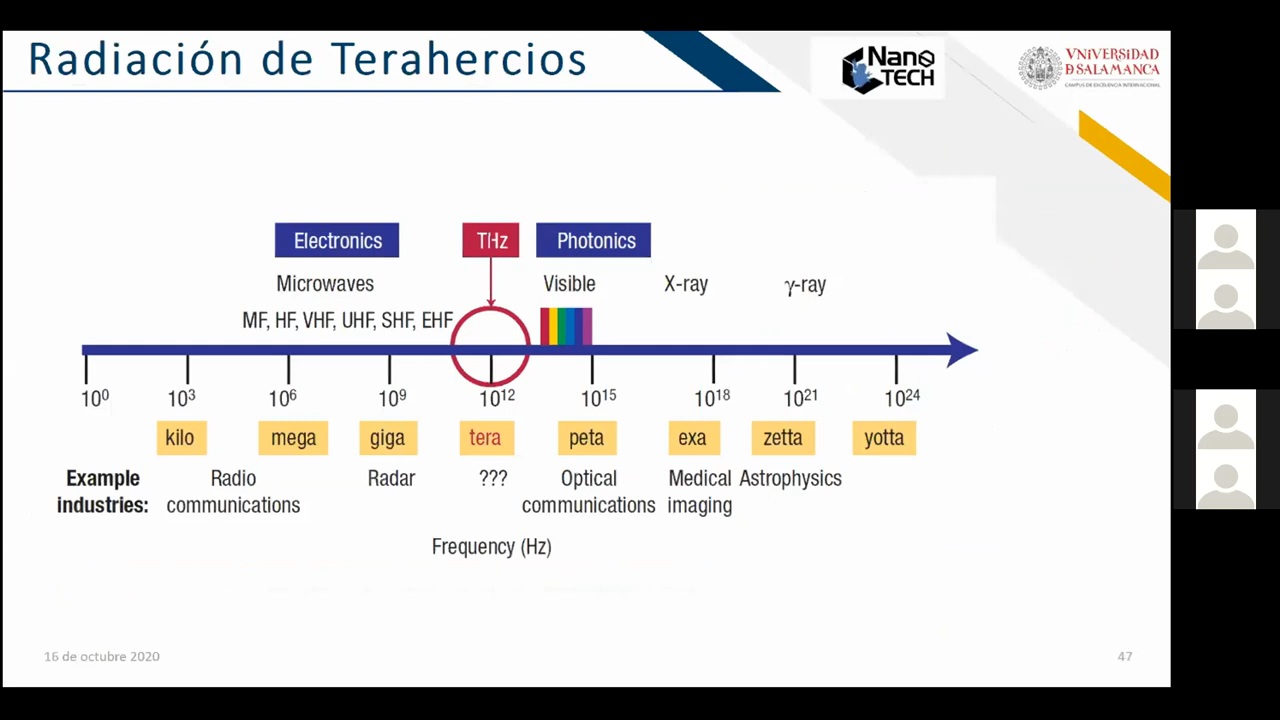 Radiación de Terahercios
Nano
TECH
VNiVERSiDAD
D SALAMANCA
CAMPUS DE EXCELENCIA INTERNACIONAL
Electronics
THz
Photonics
Microwaves
Visible
X-ray
γ-ray
MF, HF, VHF, UHF, SHF, EHF
10⁰ 10³ 10⁶ 10⁹ 10¹² 10¹⁵ 10¹⁸ 10²¹ 10²⁴
kilo mega giga tera peta exa zetta yotta
Example
industries:
Radio
communications
Radar
???
Optical
communications
Medical
imaging
Astrophysics
Frequency (Hz)
16 de octubre 2020
47